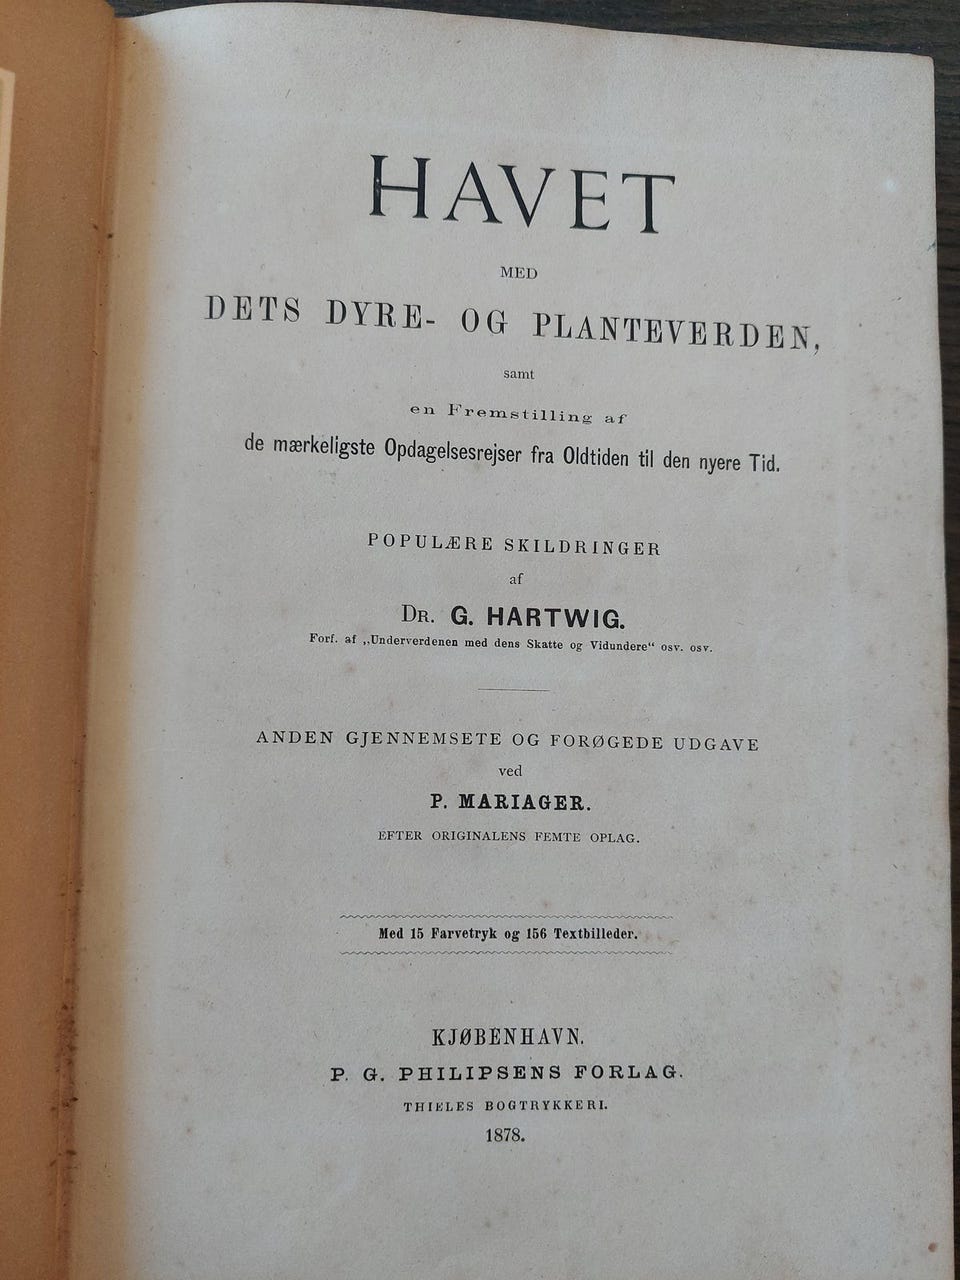 HAVET
MED
DETS DYRE- OG PLANTEVERDEN,
samt
en Fremstilling af
de mærkeligste Opdagelsesrejser fra Oldtiden til den nyere Tid.
POPULÆRE SKILDRINGER
af
DR. G. HARTWIG.
Forf. af „Underverdenen med dens Skatte og Vidundere“ osv. osv.
ANDEN GJENNEMSETE OG FORØGEDE UDGAVE
ved
P. MARIAGER.
EFTER ORIGINALENS FEMTE OPLAG.
Med 15 Farvetryk og 156 Textbilleder.
KJØBENHAVN.
P. G. PHILIPSENS FORLAG.
THIELES BOGTRYKKERI.
1878.